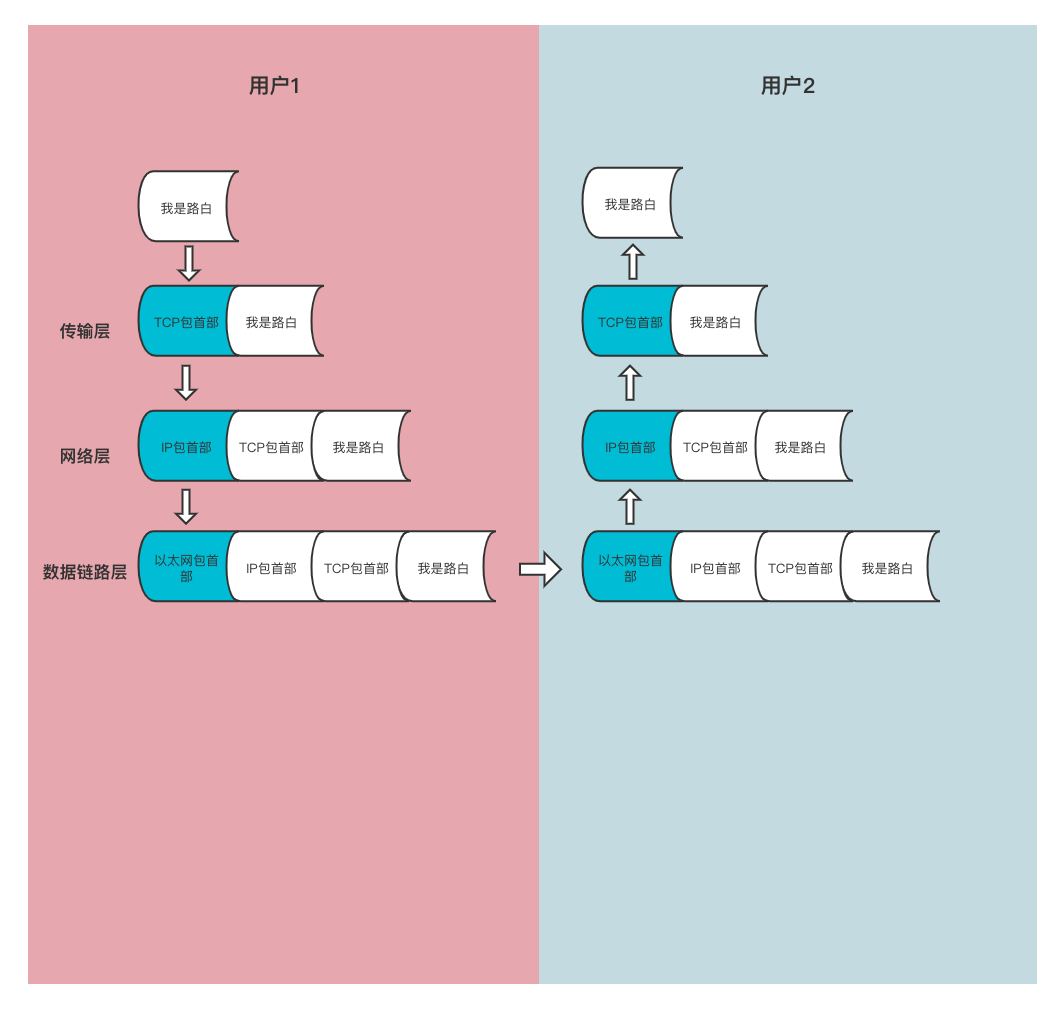 用户1
用户2
我是路白
我是路白
传输层
TCP包首部
我是路白
TCP包首部
我是路白
网络层
IP包首部
TCP包首部
我是路白
IP包首部
TCP包首部
我是路白
数据链路层
以太网包首
部
IP包首部
TCP包首部
我是路白
以太网包首
部
IP包首部
TCP包首部
我是路白